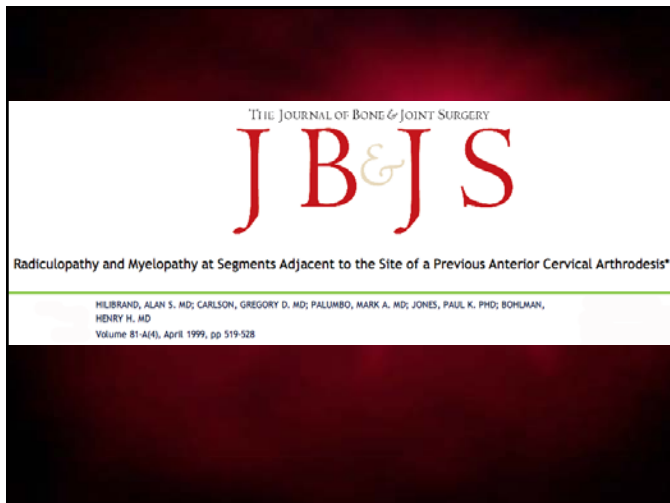 THE JOURNAL OF BONE & JOINT SURGERY
J B & J S
Radiculopathy and Myelopathy at Segments Adjacent to the Site of a Previous Anterior Cervical Arthrodesis*
HILIBRAND, ALAN S. MD; CARLSON, GREGORY D. MD; PALUMBO, MARK A. MD; JONES, PAUL K. PHD; BOHLMAN,
HENRY H. MD
Volume 81-A(4), April 1999, pp 519-528